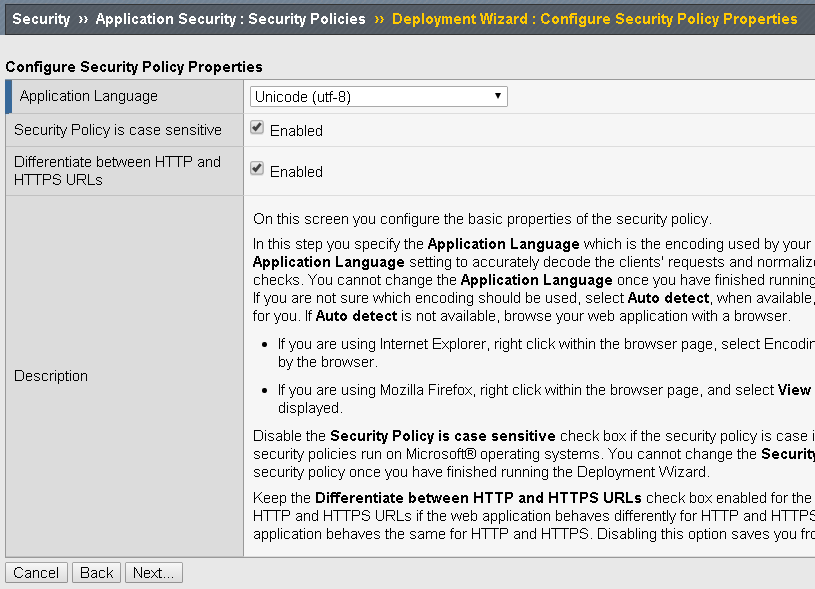 Security ›› Application Security : Security Policies ›› Deployment Wizard : Configure Security Policy Properties
Configure Security Policy Properties
Application Language
Unicode (utf-8)
Security Policy is case sensitive
Enabled
Differentiate between HTTP and
HTTPS URLs
Enabled
Description
On this screen you configure the basic properties of the security policy.
In this step you specify the Application Language which is the encoding used by your
Application Language setting to accurately decode the clients' requests and normaliz
checks. You cannot change the Application Language once you have finished running
If you are not sure which encoding should be used, select Auto detect, when available,
for you. If Auto detect is not available, browse your web application with a browser.
• If you are using Internet Explorer, right click within the browser page, select Encodin
by the browser.
• If you are using Mozilla Firefox, right click within the browser page, and select View
displayed.
Disable the Security Policy is case sensitive check box if the security policy is case i
security policies run on Microsoft® operating systems. You cannot change the Security
security policy once you have finished running the Deployment Wizard.
Keep the Differentiate between HTTP and HTTPS URLs check box enabled for the
HTTP and HTTPS URLs if the web application behaves differently for HTTP and HTTPS
application behaves the same for HTTP and HTTPS. Disabling this option saves you fro
Cancel
Back
Next...